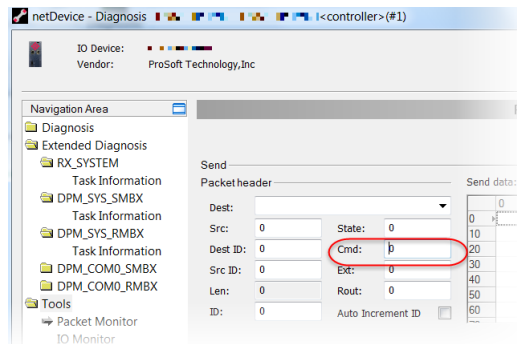 netDevice - Diagnosis
<controller>(#1)
IO Device:
Vendor: ProSoft Technology,Inc
Navigation Area
Diagnosis
Extended Diagnosis
RX_SYSTEM
Task Information
DPM_SYS_SMBX
Task Information
DPM_SYS_RMBX
Task Information
DPM_COM0_SMBX
DPM_COM0_RMBX
Tools
Packet Monitor
IO Monitor
Send
Packet header
Dest:
Src: 0 State: 0
Dest ID: 0 Cmd: 0
Src ID: 0 Ext: 0
Len: 0 Rout: 0
ID: 0 Auto Increment ID
Send data:
0
0
10
20
30
40
50
60